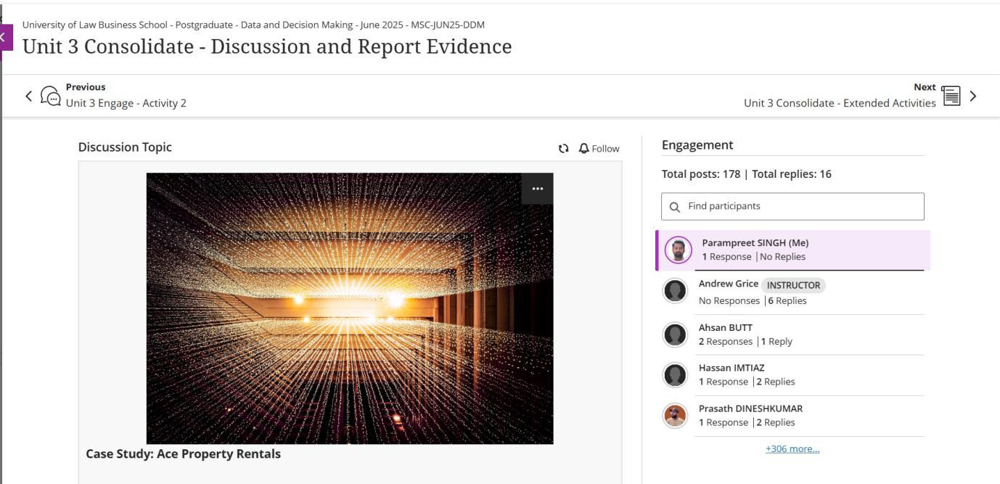 University of Law Business School - Postgraduate - Data and Decision Making - June 2025 - MSC-JUN25-DDM
Unit 3 Consolidate - Discussion and Report Evidence
Previous
Unit 3 Engage - Activity 2
Next
Unit 3 Consolidate - Extended Activities
Discussion Topic
Follow
Case Study: Ace Property Rentals
Engagement
Total posts: 178 | Total replies: 16
Find participants
Parampreet SINGH (Me)
1 Response |No Replies
Andrew Grice INSTRUCTOR
No Responses |6 Replies
Ahsan BUTT
2 Responses |1 Reply
Hassan IMTIAZ
1 Response |2 Replies
Prasath DINESHKUMAR
1 Response |2 Replies
+306 more...